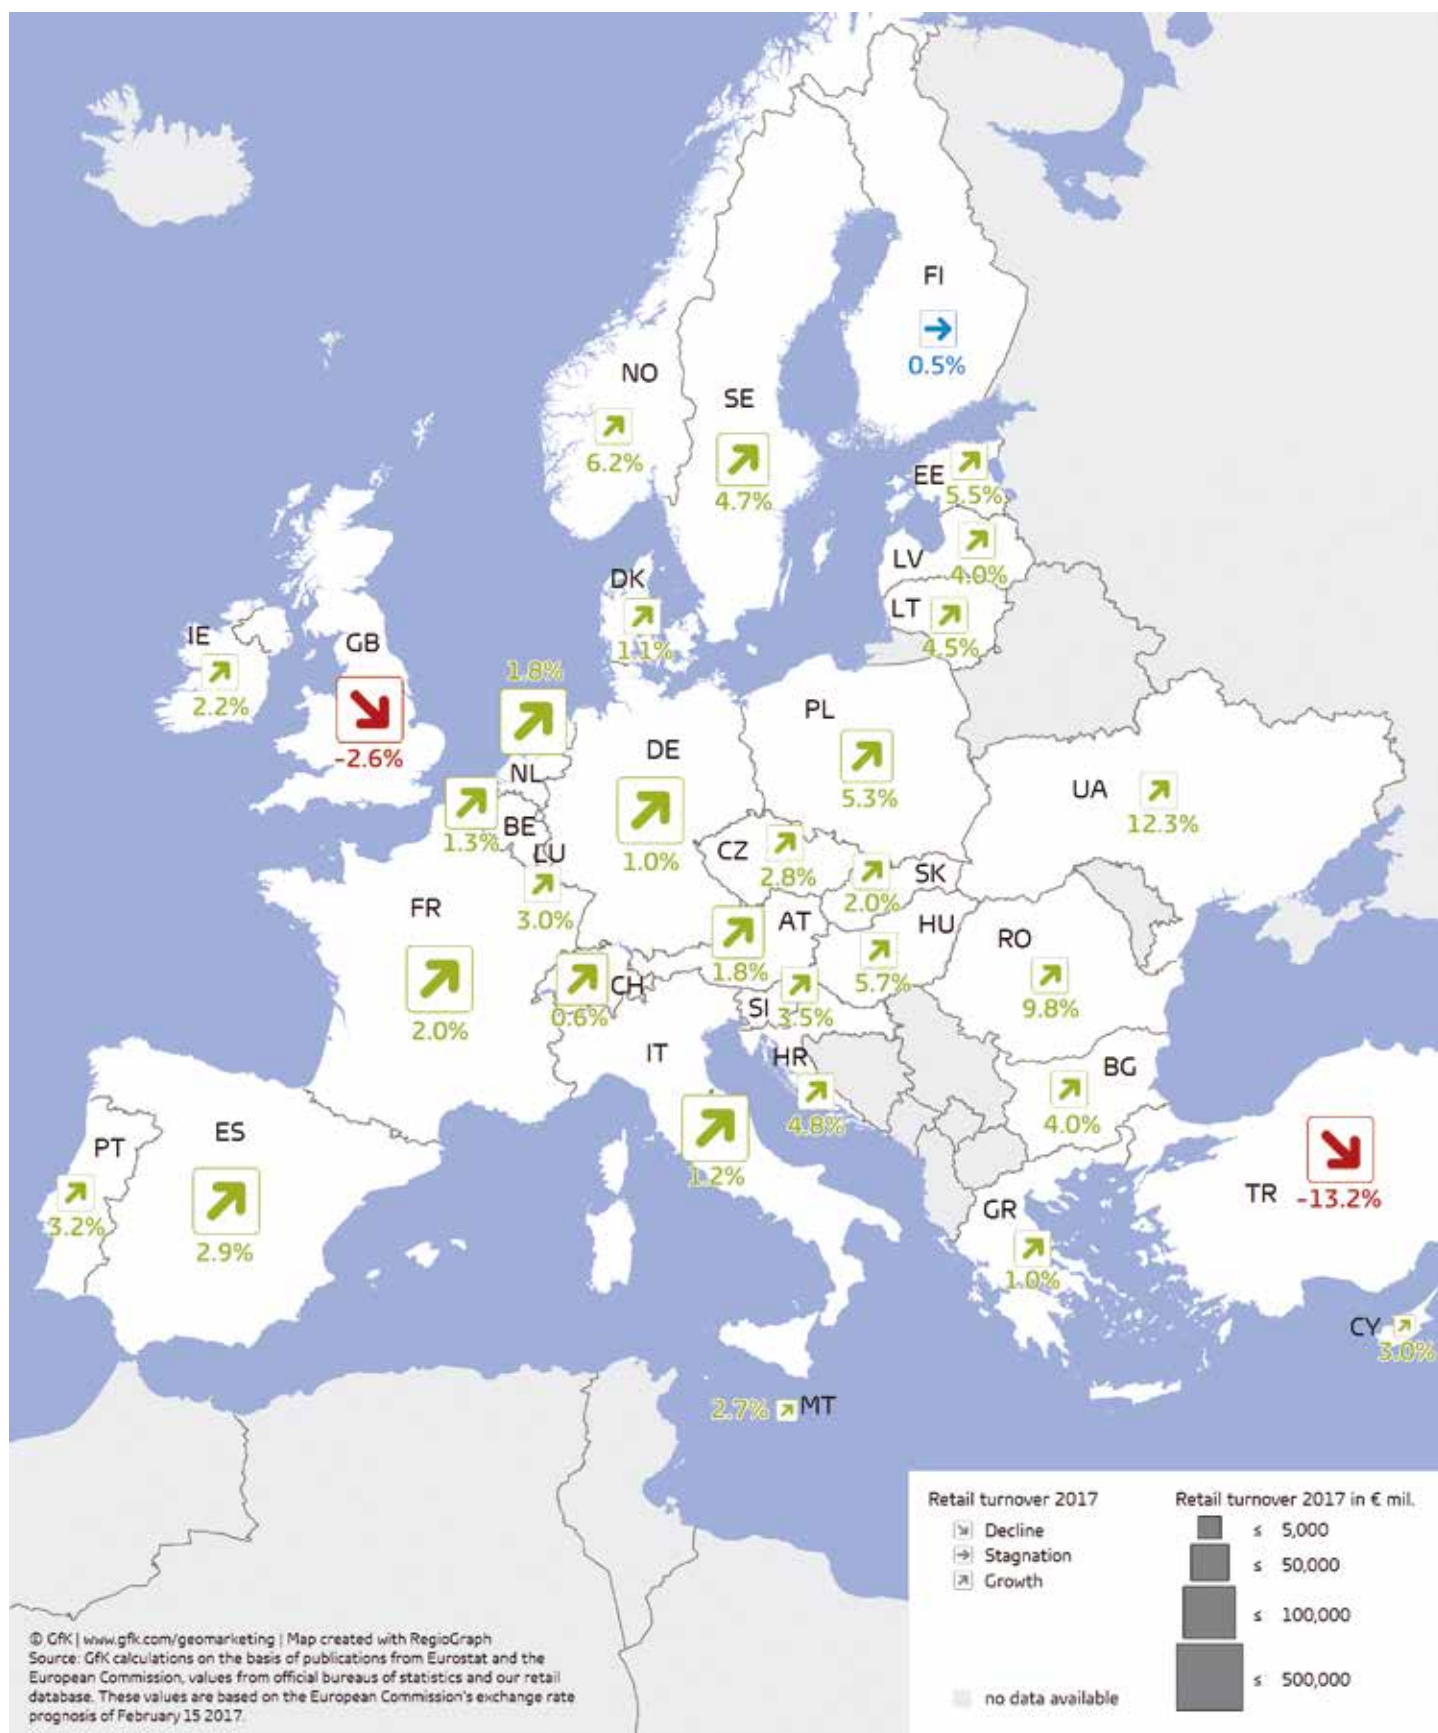 FI
0.5%
NO
6.2%
SE
4.7%
EE
5.5%
LV
4.0%
LT
4.5%
DK
1.1%
IE
2.2%
GB
-2.6%
1.8%
NL
DE
1.0%
PL
5.3%
UA
12.3%
1.3%
BE
LU
3.0%
CZ
2.8%
SK
2.0%
FR
2.0%
AT
1.8%
HU
5.7%
RO
9.8%
CH
0.6%
SI
3.5%
IT
1.2%
HR
4.8%
BG
4.0%
PT
3.2%
ES
2.9%
TR
-13.2%
GR
1.0%
CY
3.0%
2.7%
MT
Retail turnover 2017
Decline
Stagnation
Growth
no data available
Retail turnover 2017 in € mil.
≤ 5,000
≤ 50,000
≤ 100,000
≤ 500,000
© GfK | www.gfk.com/geomarketing | Map created with RegioGraph
Source: GfK calculations on the basis of publications from Eurostat and the
European Commission, values from official bureaus of statistics and our retail
database. These values are based on the European Commission's exchange rate
prognosis of February 15 2017.